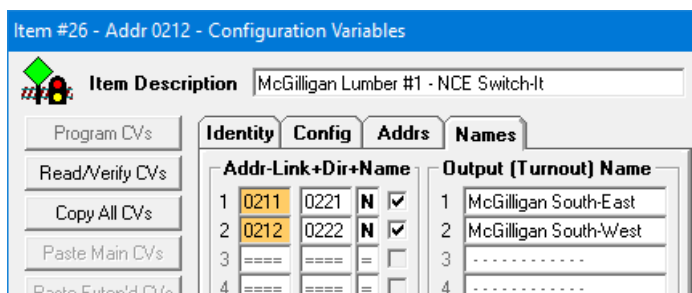 Item #26 - Addr 0212 - Configuration Variables
Item Description McGilligan Lumber #1 - NCE Switch-It
Program CVs
Read/Verify CVs
Copy All CVs
Paste Main CVs
Identity Config Addrs Names
Addr-Link+Dir+Name
1 0211 0221 N
2 0212 0222 N
3 ==== ==== =
4 ==== ==== =
Output (Turnout) Name
1 McGilligan South-East
2 McGilligan South-West
3 - - - - - - - - - - - -
4 - - - - - - - - - - - -